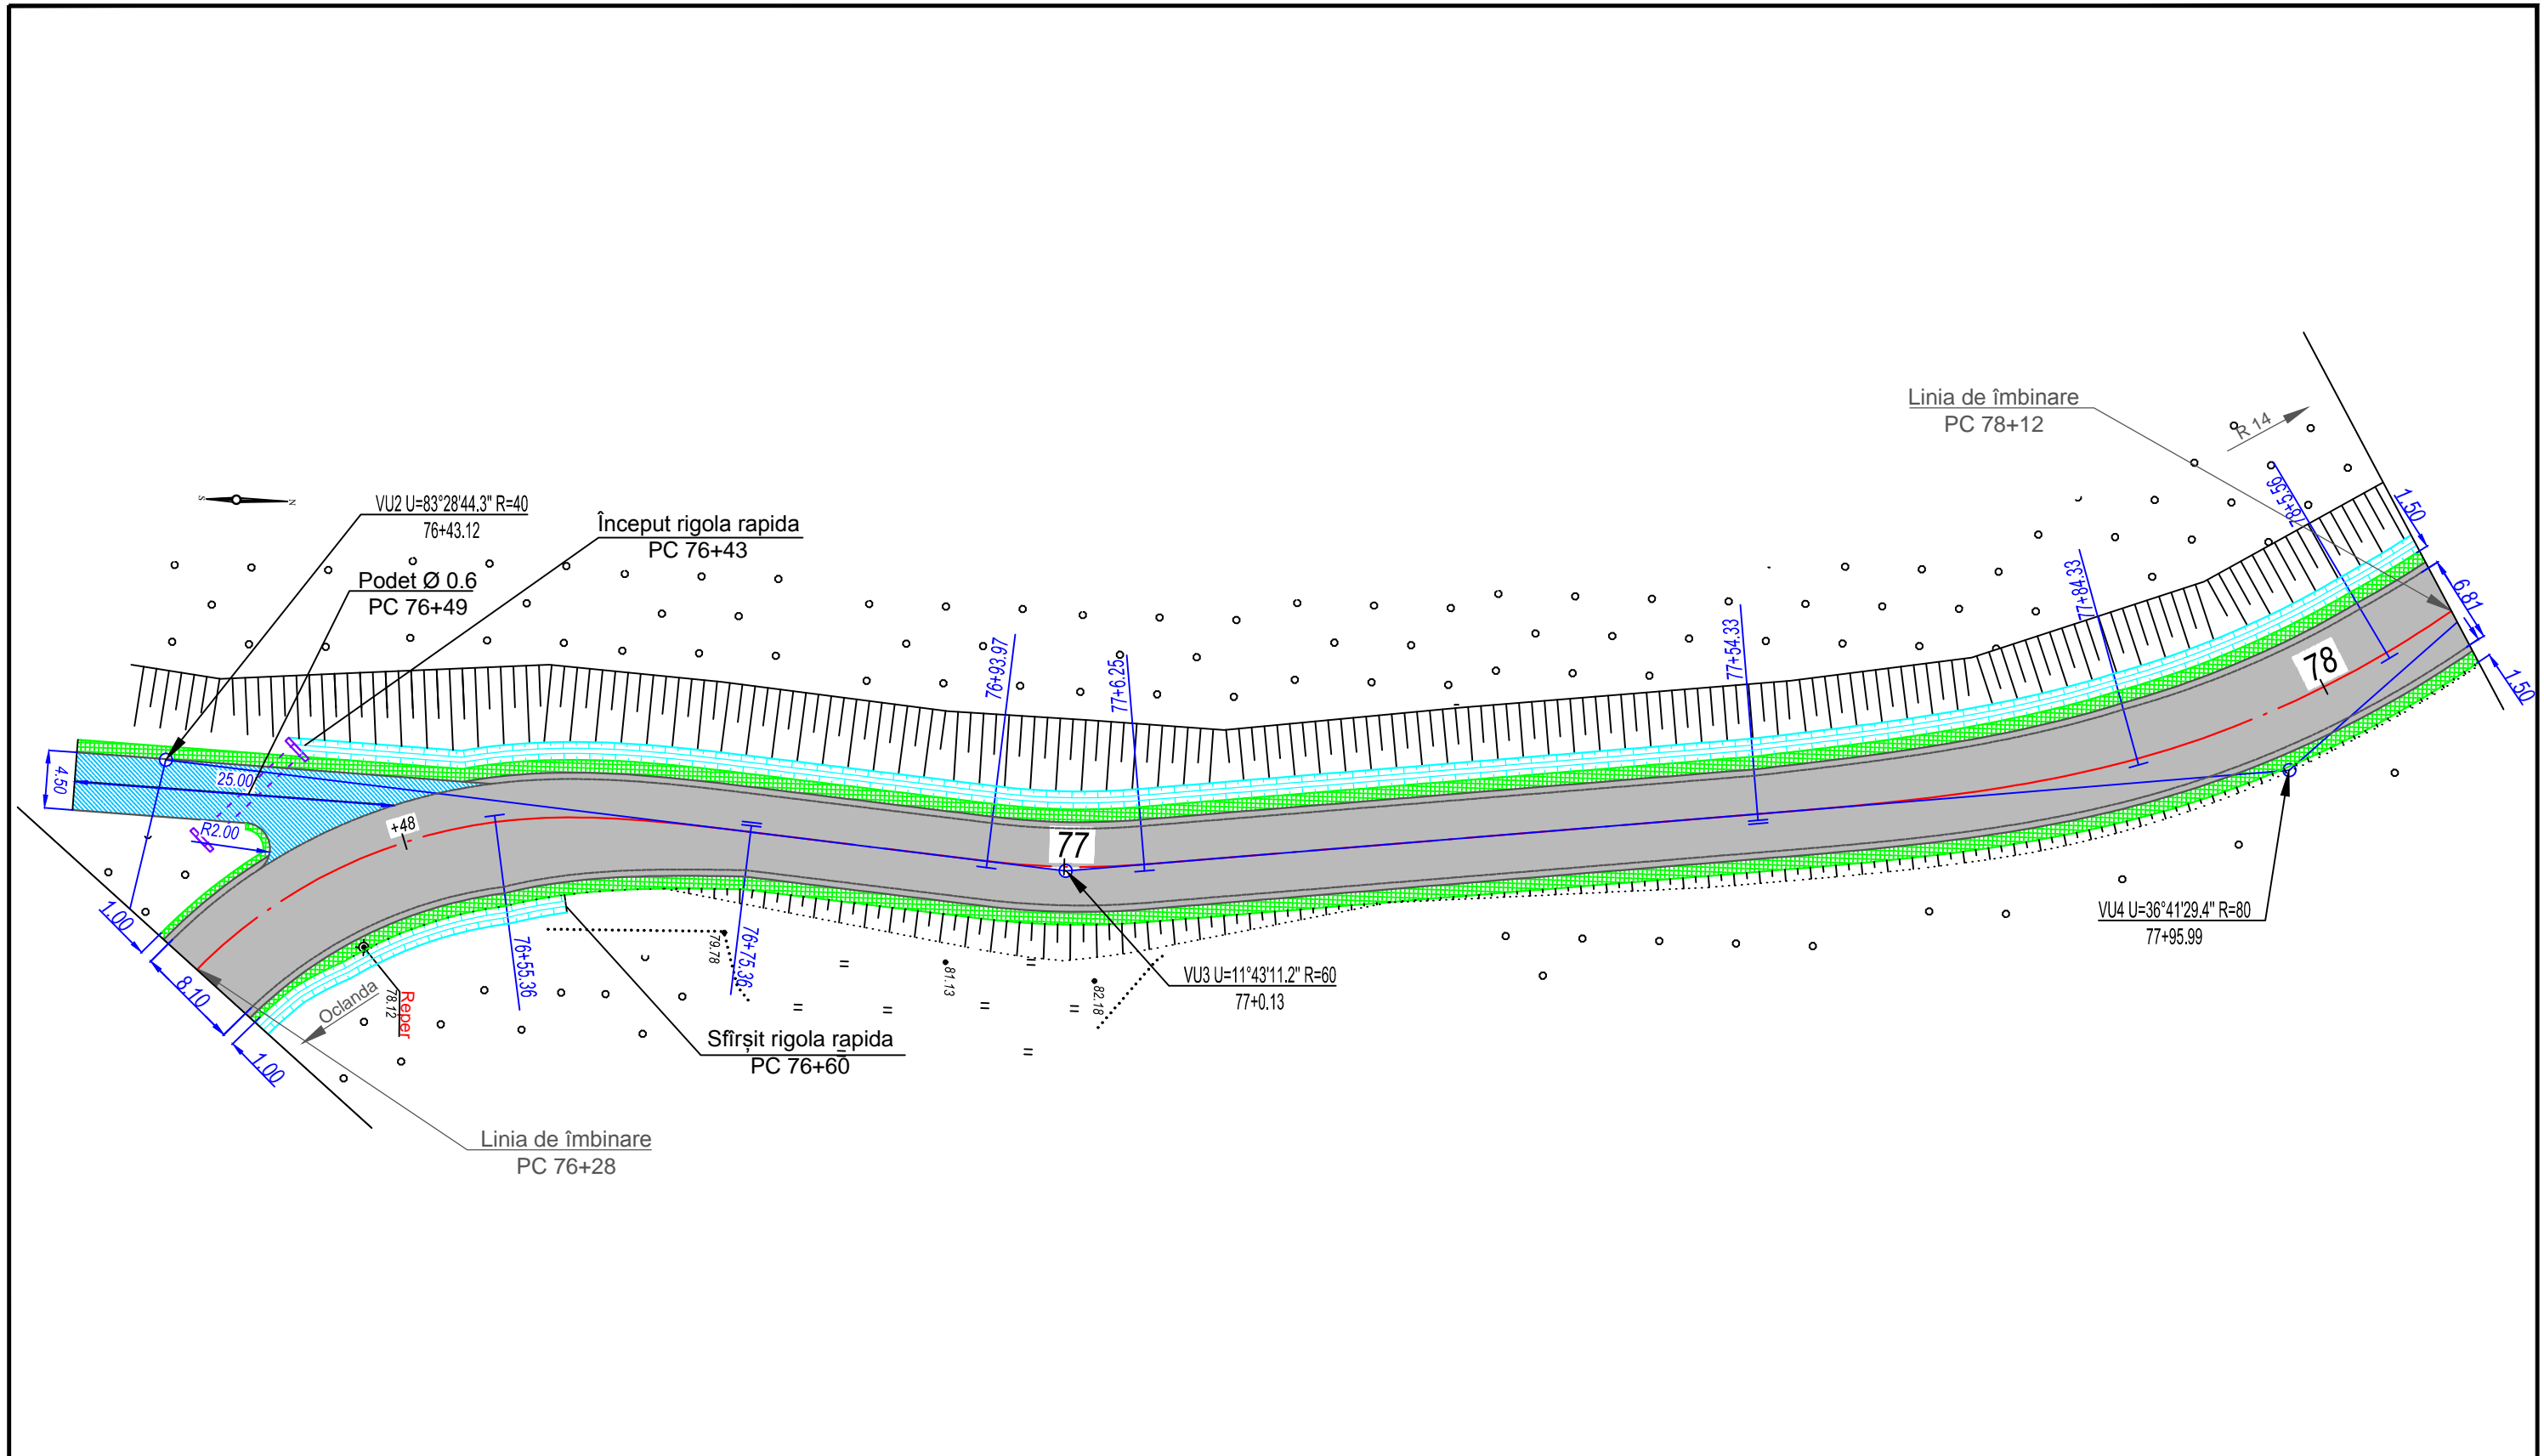 Linia de îmbinare
PC 78+12
R 14
1.50
78+5.56
VU2 U=83°28'44.3" R=40
76+43.12
S
N
Început rigola rapida
PC 76+43
Podet Ø 0.6
PC 76+49
77+84.33
6.81
77+54.33
76+93.97
77+6.25
78
1.50
4.50
25.00
+48
R2.00
77
VU4 U=36°41'29.4" R=80
77+95.99
1.00
76+55.36
79.78
76+75.36
81.13
82.18
VU3 U=11°43'11.2" R=60
77+0.13
8.10
Oclanda
Reper
78.12
1.00
Sfîrșit rigola rapida
PC 76+60
Linia de îmbinare
PC 76+28